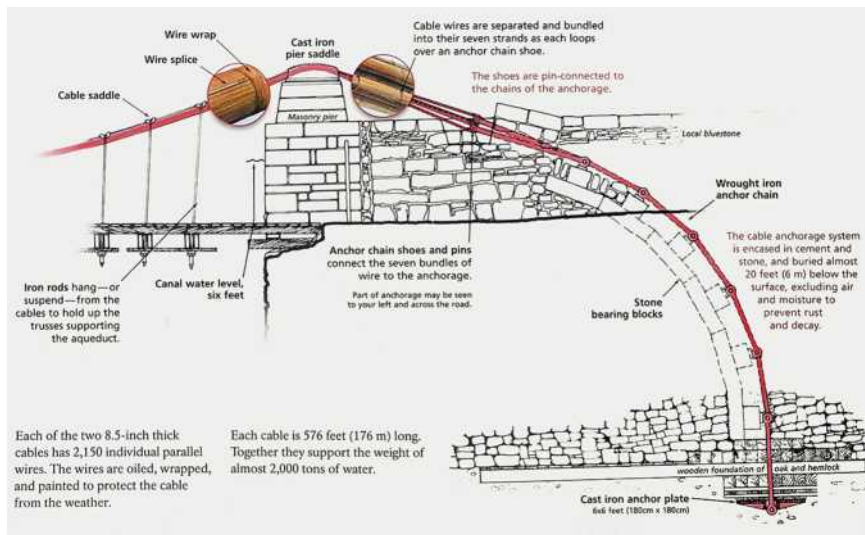 Wire wrap
Wire splice
Cable saddle
Cast iron
pier saddle
Masonry pier
Cable wires are separated and bundled
into their seven strands as each loops
over an anchor chain shoe.
The shoes are pin-connected to
the chains of the anchorage.
Local bluestone
Wrought iron
anchor chain
The cable anchorage system
is encased in cement and
stone, and buried almost
20 feet (6 m) below the
surface, excluding air
and moisture to
prevent rust
and decay.
Iron rods hang—or
suspend—from the
cables to hold up the
trusses supporting
the aqueduct.
Canal water level,
six feet
Anchor chain shoes and pins
connect the seven bundles of
wire to the anchorage.
Part of anchorage may be seen
to your left and across the road.
Stone
bearing blocks
Each of the two 8.5-inch thick
cables has 2,150 individual parallel
wires. The wires are oiled, wrapped,
and painted to protect the cable
from the weather.
Each cable is 576 feet (176 m) long.
Together they support the weight of
almost 2,000 tons of water.
wooden foundation of oak and hemlock
Cast iron anchor plate
6x6 feet (180cm x 180cm)